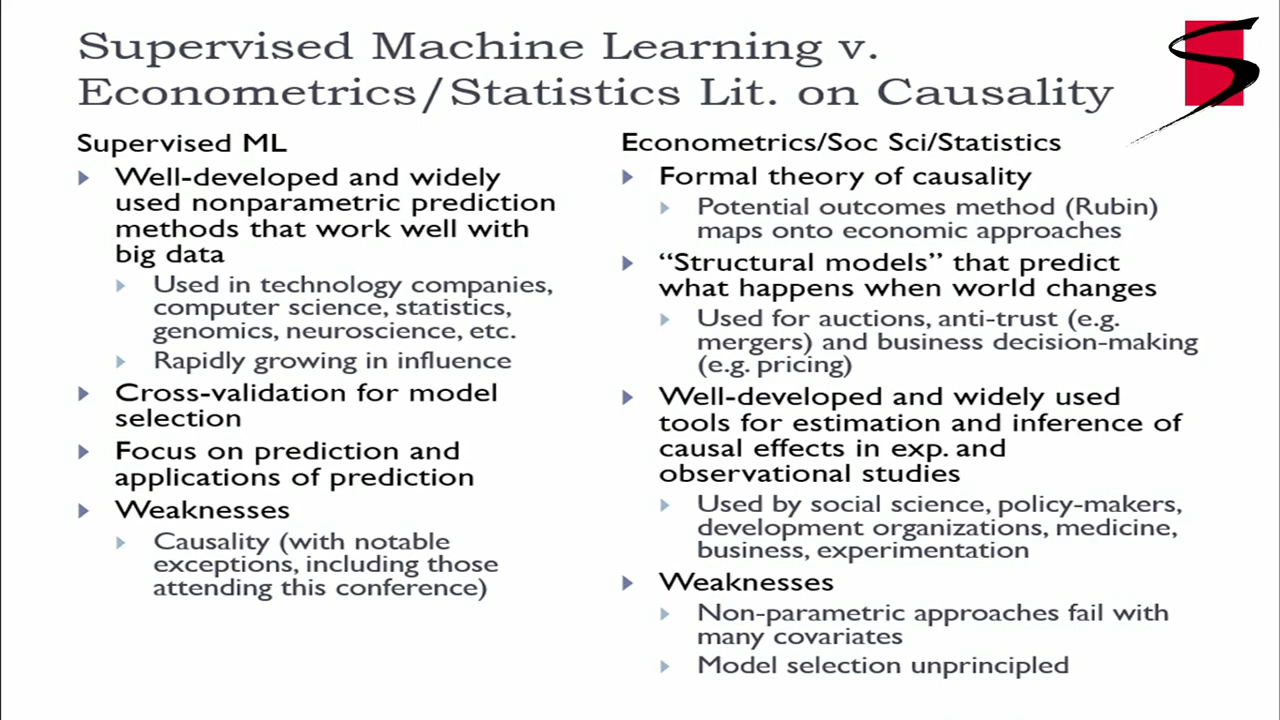 Supervised Machine Learning v.
Econometrics/Statistics Lit. on Causality
Supervised ML
Well-developed and widely
used nonparametric prediction
methods that work well with
big data
Used in technology companies,
computer science, statistics,
genomics, neuroscience, etc.
Rapidly growing in influence
Cross-validation for model
selection
Focus on prediction and
applications of prediction
Weaknesses
Causality (with notable
exceptions, including those
attending this conference)
Econometrics/Soc Sci/Statistics
Formal theory of causality
Potential outcomes method (Rubin)
maps onto economic approaches
“Structural models” that predict
what happens when world changes
Used for auctions, anti-trust (e.g.
mergers) and business decision-making
(e.g. pricing)
Well-developed and widely used
tools for estimation and inference of
causal effects in exp. and
observational studies
Used by social science, policy-makers,
development organizations, medicine,
business, experimentation
Weaknesses
Non-parametric approaches fail with
many covariates
Model selection unprincipled